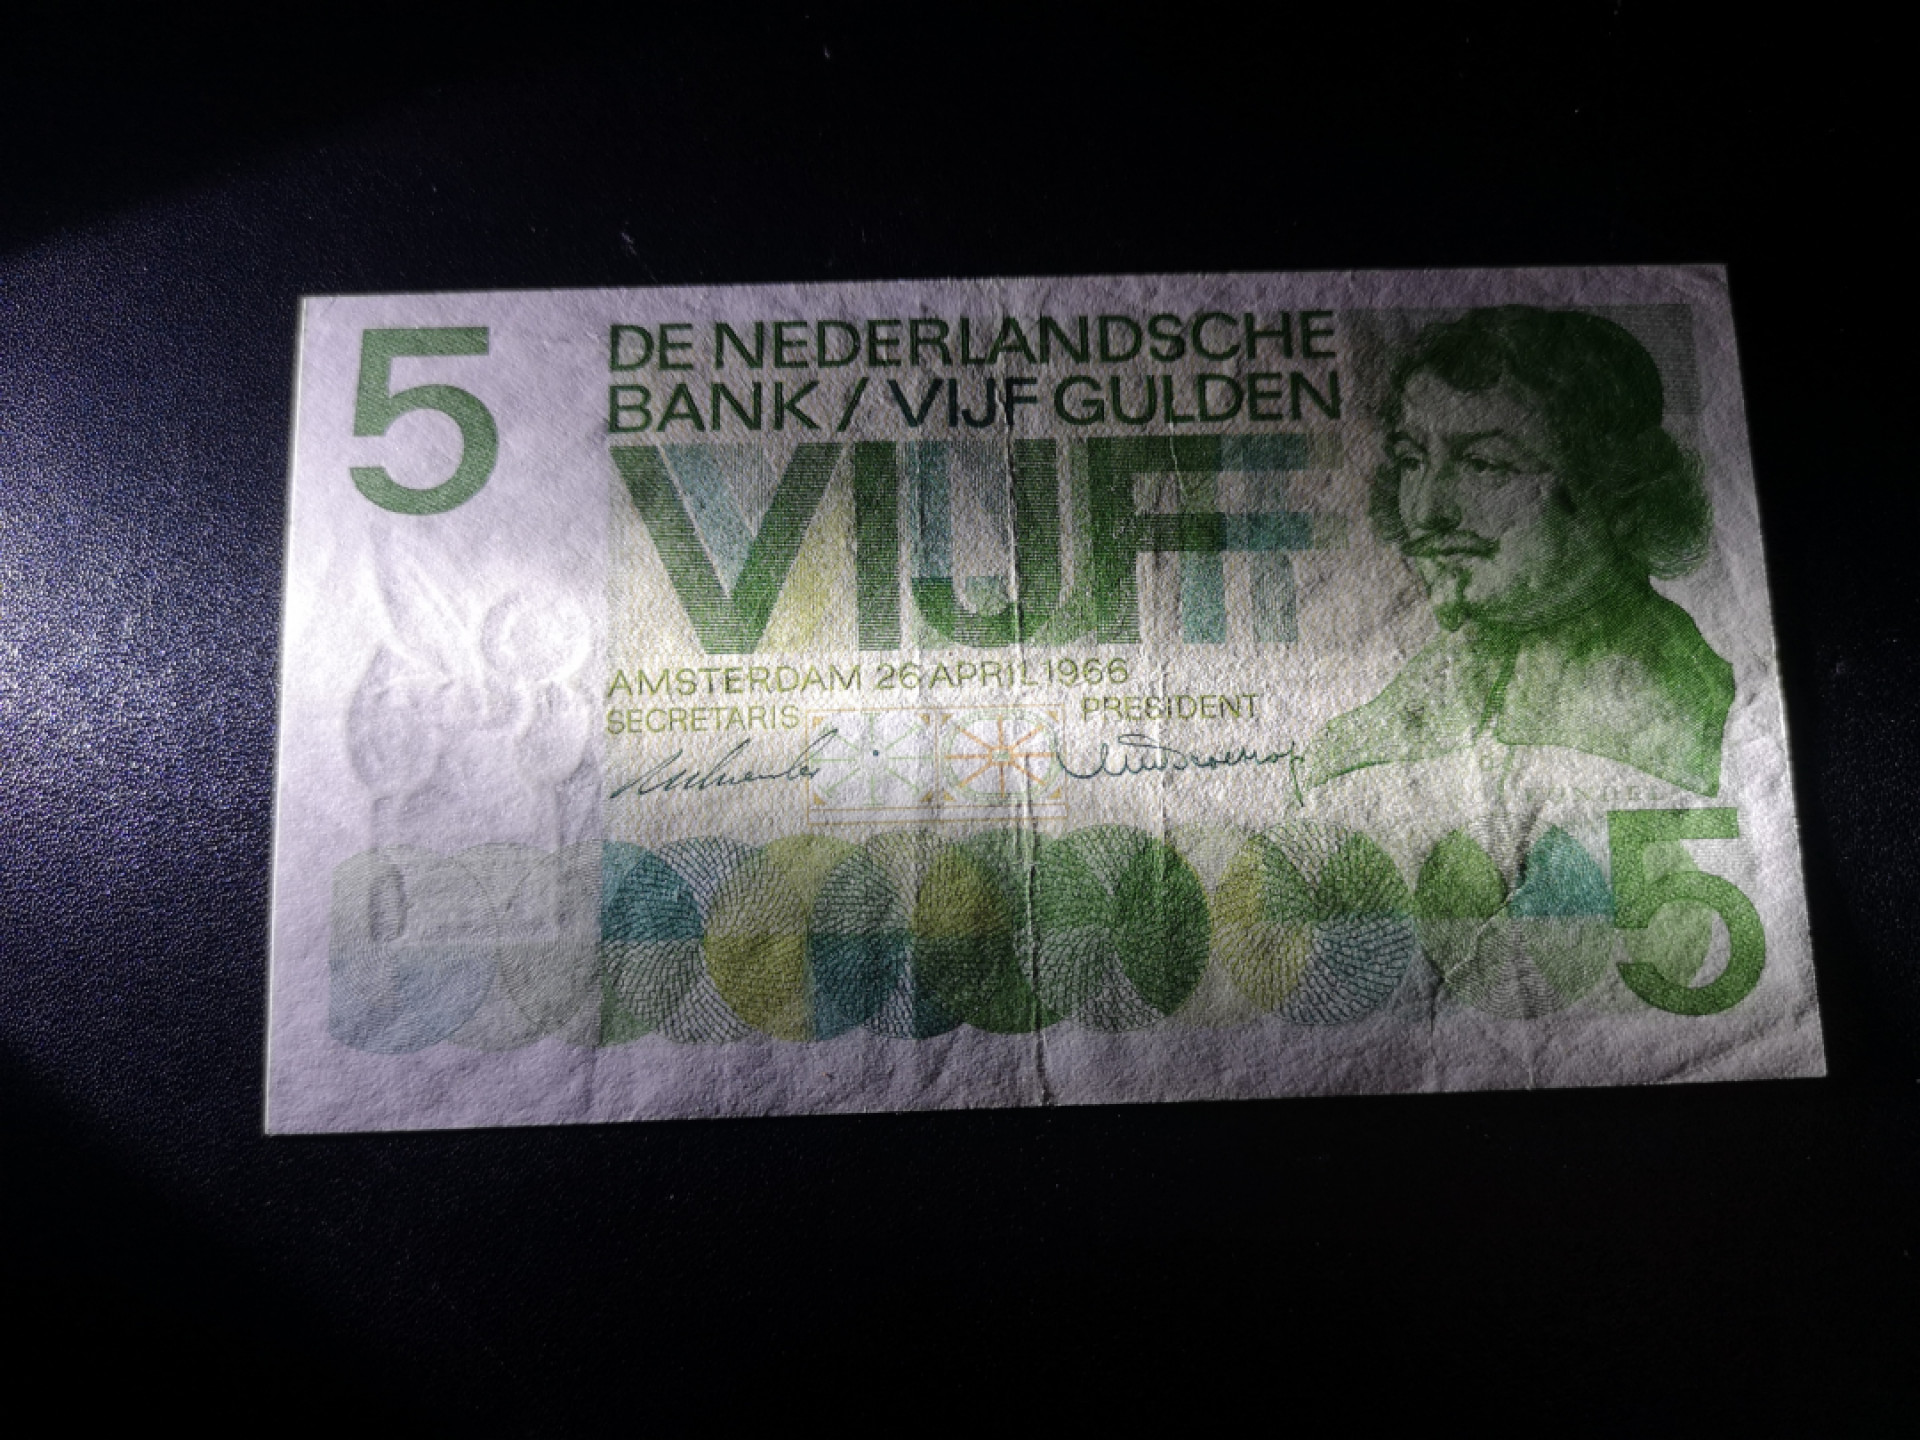 5
DE NEDERLANDSCHE
BANK / VIJF GULDEN
VIJF
AMSTERDAM 26 APRIL 1966
SECRETARIS
PRESIDENT
5